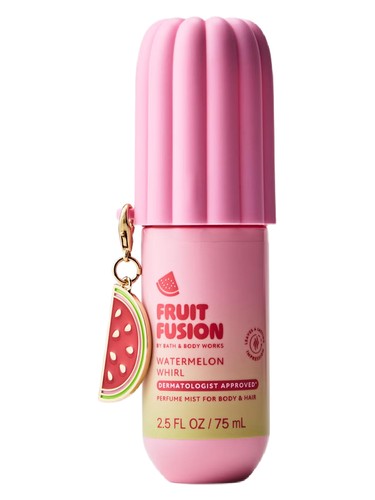 FRUIT
FUSION
BY BATH & BODY WORKS
WATERMELON
WHIRL
DERMATOLOGIST APPROVED*
PERFUME MIST FOR BODY & HAIR
2.5 FL OZ / 75 mL